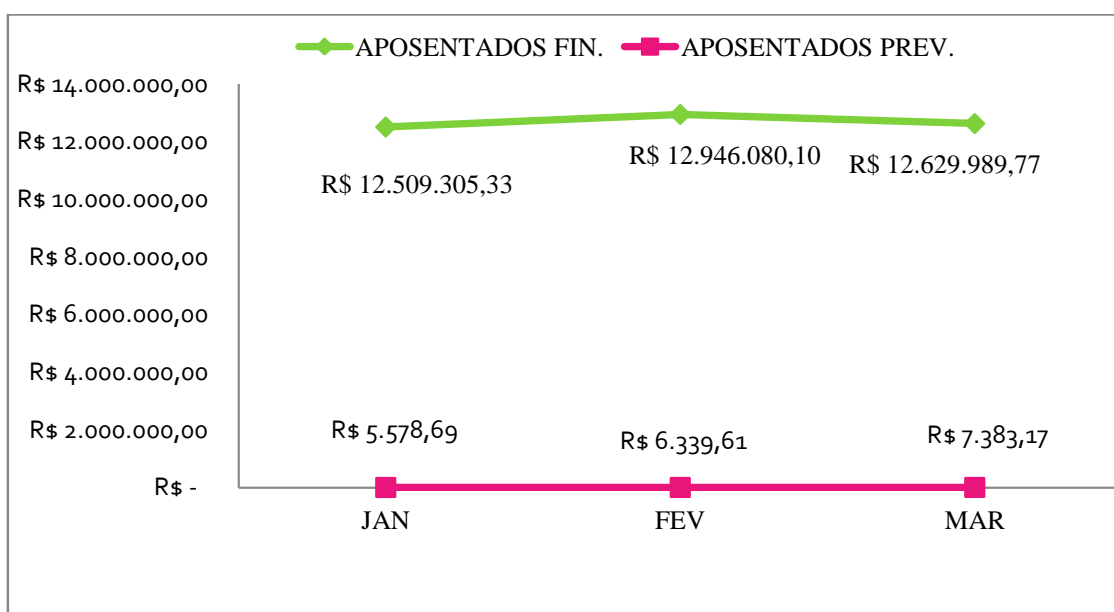 APOSENTADOS FIN. APOSENTADOS PREV.
R$ 14.000.000,00
R$ 12.000.000,00
R$ 10.000.000,00
R$ 8.000.000,00
R$ 6.000.000,00
R$ 4.000.000,00
R$ 2.000.000,00
R$ -
R$ 12.509.305,33
R$ 12.946.080,10
R$ 12.629.989,77
R$ 5.578,69
R$ 6.339,61
R$ 7.383,17
JAN FEV MAR